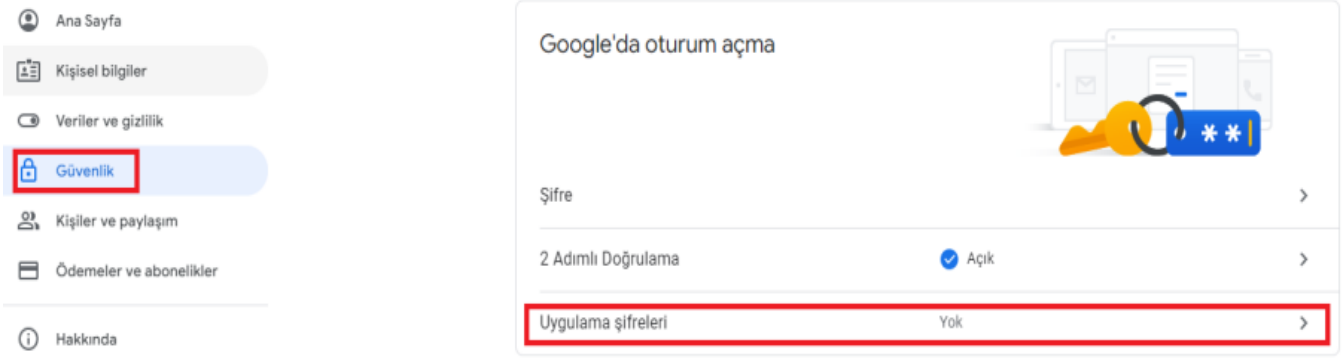 Ana Sayfa
Kişisel bilgiler
Veriler ve gizlilik
Güvenlik
Kişiler ve paylaşım
Ödemeler ve abonelikler
Hakkında
Google'da oturum açma
**
Şifre
2 Adımlı Doğrulama Açık
Uygulama şifreleri Yok